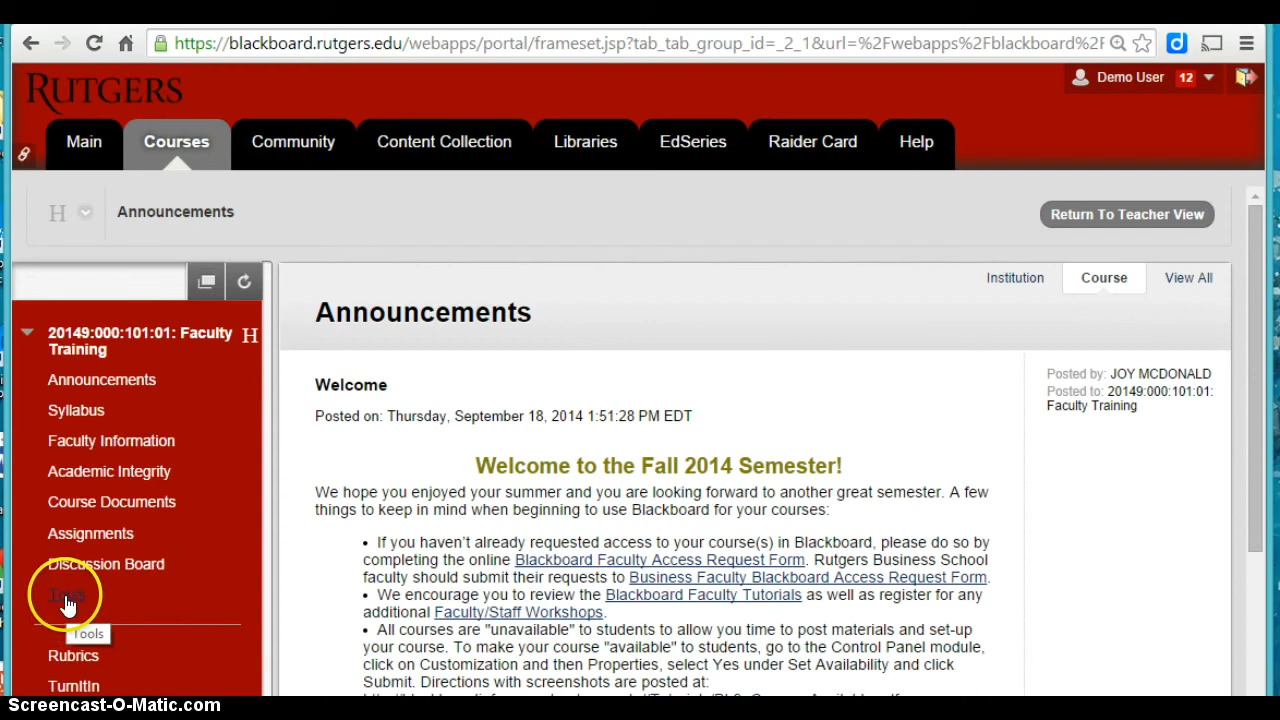 https://blackboard.rutgers.edu/webapps/portal/frameset.jsp?tab_tab_group_id=_2_1&url=%2Fwebapps%2Fblackboard%2F
RUTGERS
Demo User 12
Main Courses Community Content Collection Libraries EdSeries Raider Card Help
H Announcements Return To Teacher View
Institution Course View All
Announcements
20149:000:101:01: Faculty H
Training
Announcements
Syllabus
Faculty Information
Academic Integrity
Course Documents
Assignments
Discussion Board
Tools
Tools
Rubrics
TurnItIn
Welcome
Posted on: Thursday, September 18, 2014 1:51:28 PM EDT
Posted by: JOY MCDONALD
Posted to: 20149:000:101:01:
Faculty Training
Welcome to the Fall 2014 Semester!
We hope you enjoyed your summer and you are looking forward to another great semester. A few
things to keep in mind when beginning to use Blackboard for your courses:
• If you haven't already requested access to your course(s) in Blackboard, please do so by
completing the online Blackboard Faculty Access Request Form. Rutgers Business School
faculty should submit their requests to Business Faculty Blackboard Access Request Form.
• We encourage you to review the Blackboard Faculty Tutorials as well as register for any
additional Faculty/Staff Workshops.
• All courses are "unavailable" to students to allow you time to post materials and set-up
your course. To make your course "available" to students, go to the Control Panel module,
click on Customization and then Properties, select Yes under Set Availability and click
Submit. Directions with screenshots are posted at:
Screencast-O-Matic.com